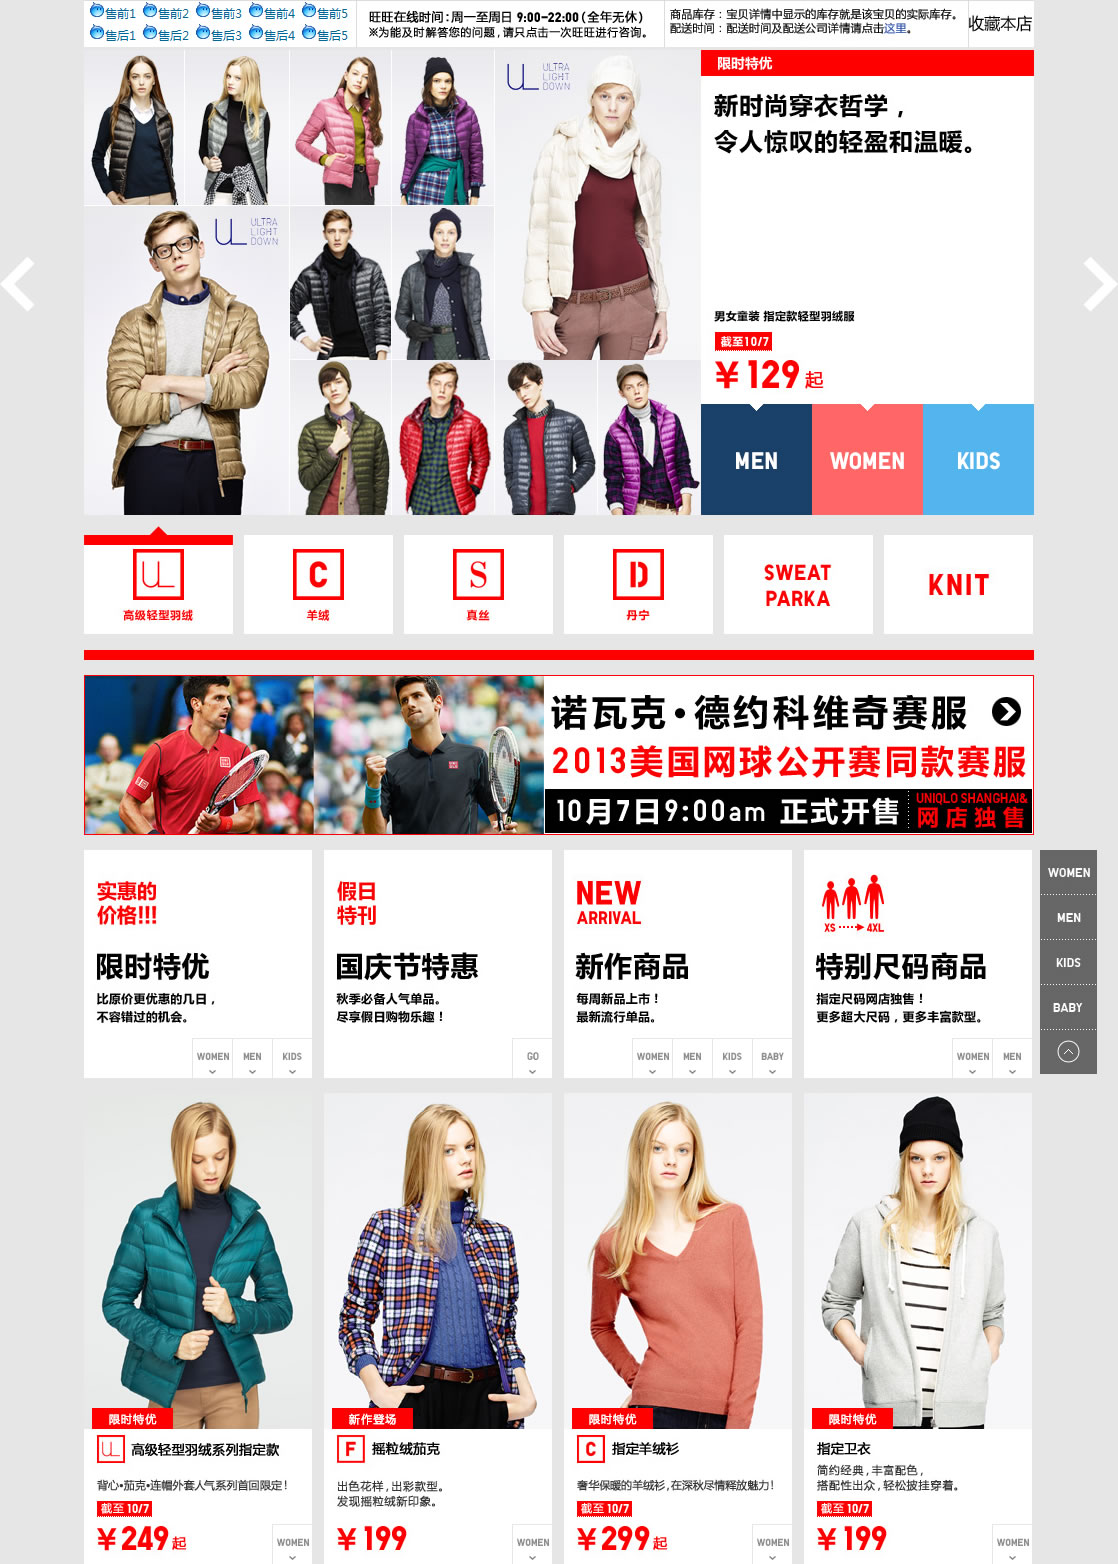 售前1 售前2 售前3 售前4 售前5
售后1 售后2 售后3 售后4 售后5
旺旺在线时间：周一至周日 9:00-22:00（全年无休）
※为能及时解答您的问题，请只点击一次旺旺进行咨询。
商品库存：宝贝详情中显示的库存就是该宝贝的实际库存。
配送时间：配送时间及配送公司详情请点击这里。
收藏本店
UL ULTRA
LIGHT
DOWN
UL ULTRA
LIGHT
DOWN
限时特优
新时尚穿衣哲学，
令人惊叹的轻盈和温暖。
男女童装 指定款轻型羽绒服
截至10/7
￥129起
MEN WOMEN KIDS
UL
高级轻型羽绒
C
羊绒
S
真丝
D
丹宁
SWEAT
PARKA
KNIT
诺瓦克·德约科维奇赛服
2013美国网球公开赛同款赛服
10月7日9:00am 正式开售
UNIQLO SHANGHAI&
网店独售
实惠的
价格!!!
限时特优
比原价更优惠的几日，
不容错过的机会。
WOMEN MEN KIDS
假日
特刊
国庆节特惠
秋季必备人气单品。
尽享假日购物乐趣！
GO
NEW
ARRIVAL
新作商品
每周新品上市！
最新流行单品。
WOMEN MEN KIDS BABY
XS 4XL
特别尺码商品
指定尺码网店独售！
更多超大尺码，更多丰富款型。
WOMEN MEN
WOMEN
MEN
KIDS
BABY
限时特优
UL 高级轻型羽绒系列指定款
背心•茄克•连帽外套人气系列首回限定！
截至 10/7
￥249起
WOMEN
新作登场
F 摇粒绒茄克
出色花样，出彩款型。
发现摇粒绒新印象。
￥199
WOMEN
限时特优
C 指定羊绒衫
奢华保暖的羊绒衫，在深秋尽情释放魅力！
截至 10/7
￥299起
WOMEN
限时特优
指定卫衣
简约经典，丰富配色，
搭配性出众，轻松披挂穿着。
截至 10/7
￥199
WOMEN